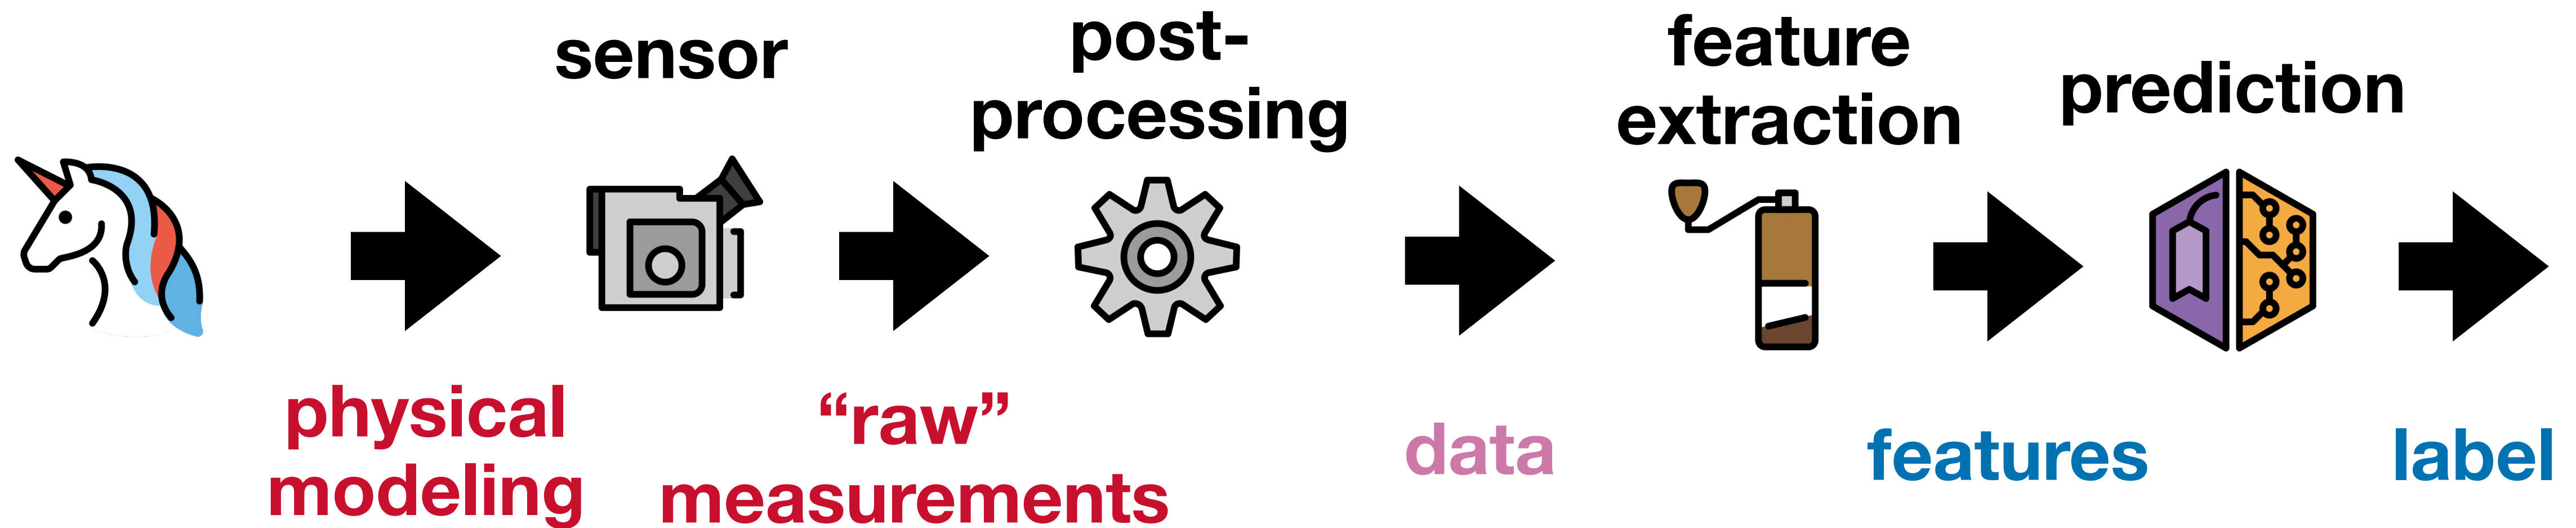 sensor
post-
processing
feature
extraction
prediction
physical
modeling
“raw”
measurements
data
features
label